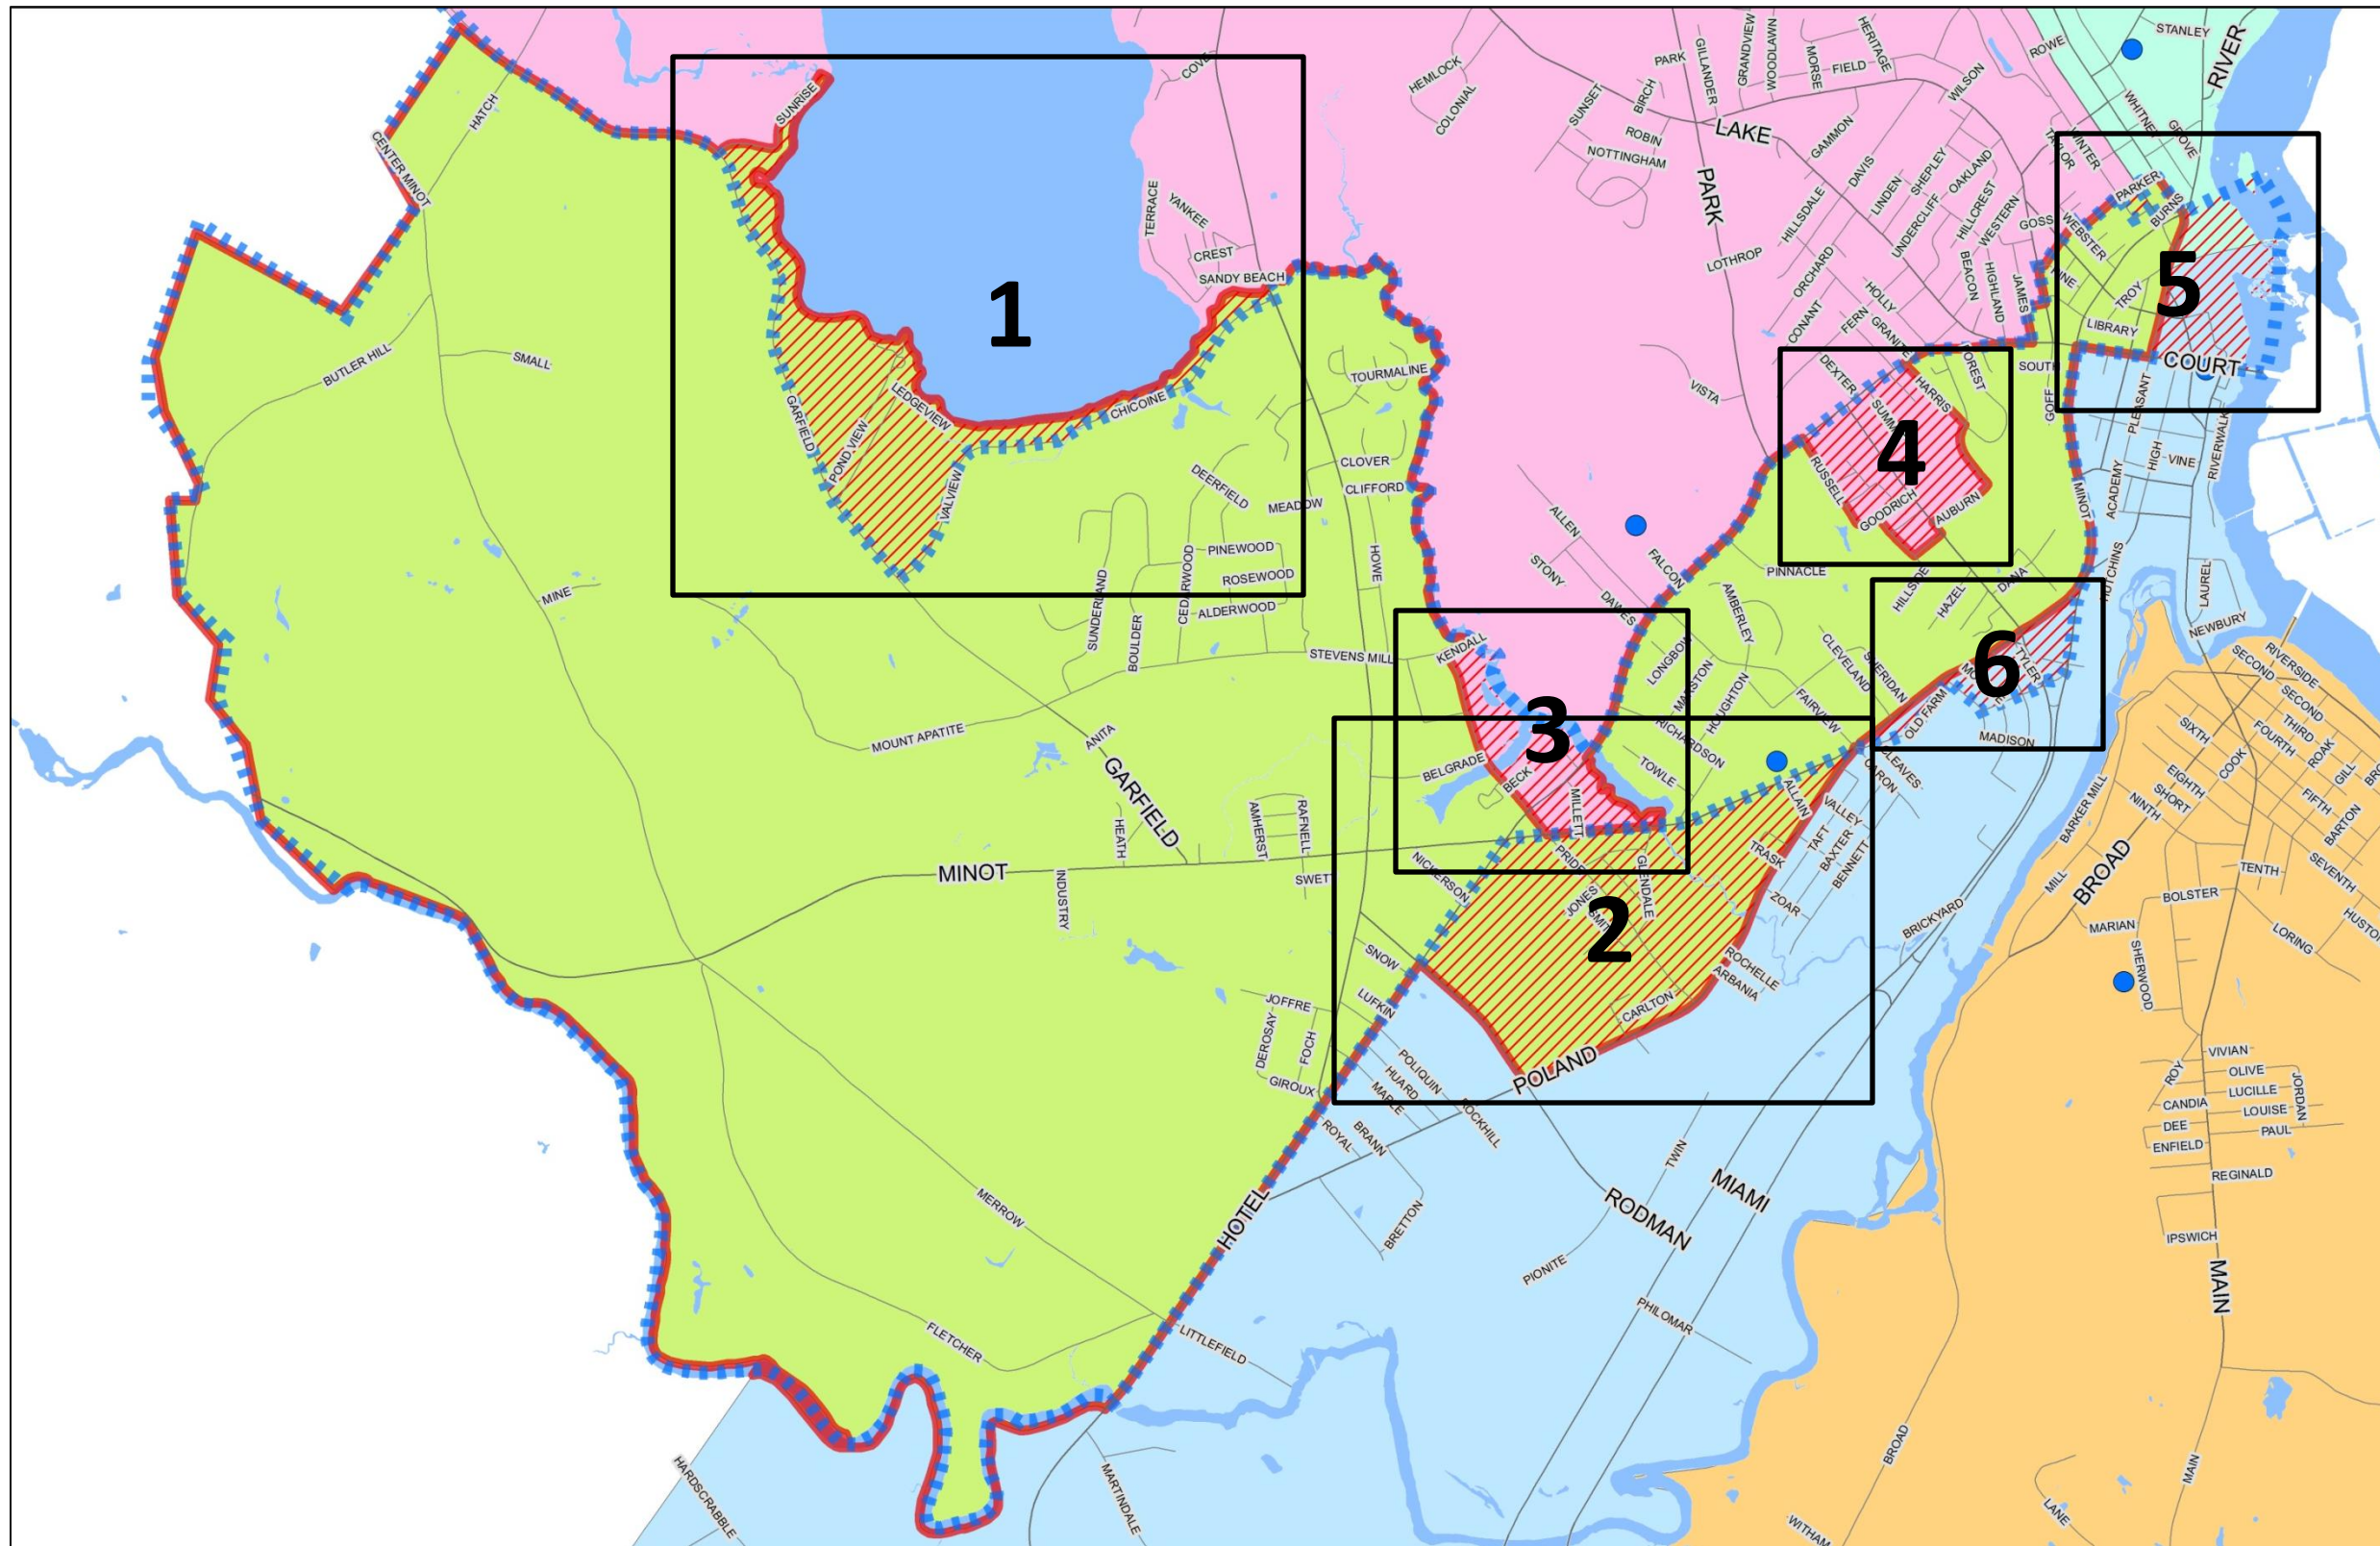 STANLEY
RIVER
ROWE
WHITNEY
GROVE
HERITAGE
GRANDVIEW
WOODLAWN
MORSE
FIELD
PARK
GILLANDER
WILSON
COVE
HEMLOCK
COLONIAL
SUNSET
BIRCH
ROBIN
NOTTINGHAM
LAKE
PARK
GAMMON
DAVIS
TAYLOR
WINTER
HATCH
SUNRISE
CENTER MINOT
TERRACE
YANKEE
CREST
SANDY BEACH
LOTHROP
HILLSDALE
LINDEN
SHEPLEY
OAKLAND
UNDERCLIFF
HILLCREST
WESTERN
GOSS
WEBSTER
PARKER
BURNS
1
ORCHARD
CONANT
HOLLY
FERN
GRANITE
BEACON
HIGHLAND
JAMES
TROY
5
LIBRARY
COURT
BUTLER HILL
SMALL
TOURMALINE
VISTA
DEXTER
HARRIS
FOREST
GOFF
PLEASANT
GARFIELD
LEDGEVIEW
CHICOINE
POND VIEW
VALVIEW
4
RUSSELL
GOODRICH
AUBURN
HIGH
VINE
RIVERWALK
ACADEMY
MINOT
CLOVER
CLIFFORD
DEERFIELD
MEADOW
HOWE
ALLEN
STONY
FALCON
DAWES
PINNACLE
MINE
PINEWOOD
ROSEWOOD
CEDARWOOD
ALDERWOOD
SUNDERLAND
BOULDER
STEVENS MILL
KENDALL
AMBERLEY
HILLSIDE
HAZEL
DANA
HUTCHINS
LAUREL
NEWBURY
LONGBOW
MARSTON
HOUGHTON
CLEVELAND
SHERIDAN
FAIRVIEW
6
TYLER
OLD FARM
MADISON
3
RICHARDSON
TOWLE
BELGRADE
BECK
MILLETT
MOUNT APATITE
ANITA
GARFIELD
CLEAVES
CARON
ALLAIN
VALLEY
TAFT
BAXTER
BENNETT
TRASK
ZOAR
HEATH
AMHERST
RAFNELL
SWETT
MINOT
INDUSTRY
NICKERSON
GLENDALE
JONES
2
SNOW
LUFKIN
ROCHELLE
ARBANIA
CARLTON
POLAND
JOFFRE
DEROSAY
FOCH
GIROUX
POLIQUIN
HUARD
MAPLE
ROCKHILL
ROYAL
BRANN
BRETTON
MERROW
HOTEL
TWIN
MIAMI
RODMAN
PIONITE
PHILOMAR
FLETCHER
LITTLEFIELD
HARDSCRABBLE
MARTINDALE
RIVERSIDE
SECOND
SECOND
THIRD
FOURTH
ROAK
GILL
SIXTH
COOK
EIGHTH
SHORT
NINTH
FIFTH
BARTON
SEVENTH
BARKER MILL
MILL
BROAD
TENTH
BOLSTER
MARIAN
SHERWOOD
LORING
BRICKYARD
ROY
VIVIAN
OLIVE
LUCILLE
JORDAN
CANDIA
LOUISE
DEE
PAUL
ENFIELD
REGINALD
IPSWICH
MAIN
BROAD
MAIN
LANE